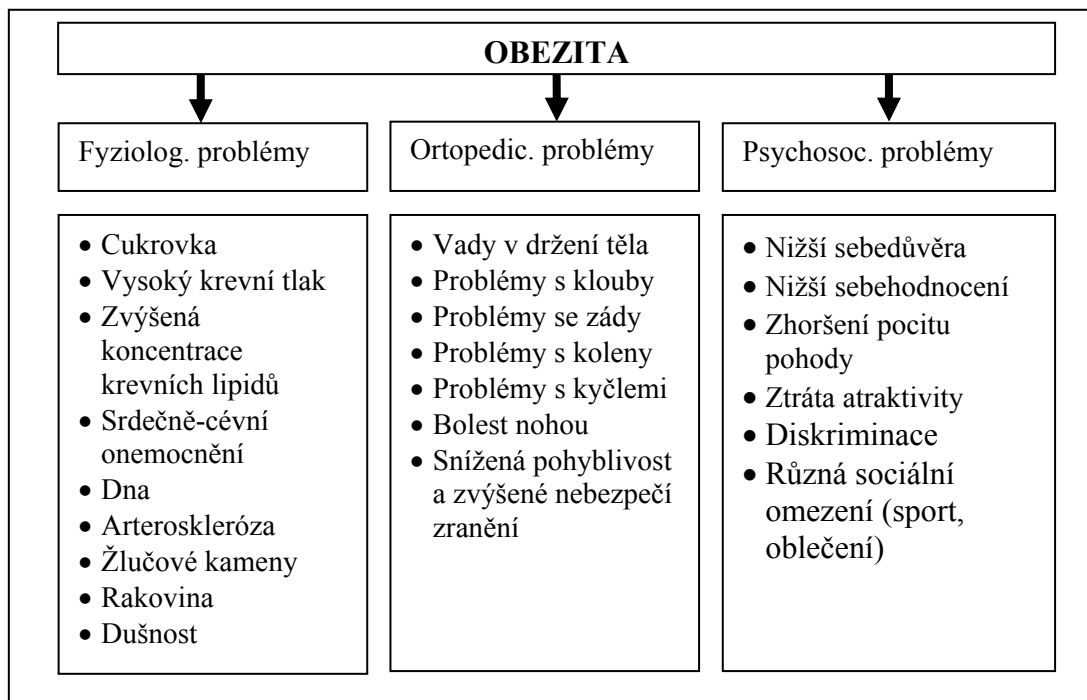 OBEZITA
Fyziolog. problémy
• Cukrovka
• Vysoký krevní tlak
• Zvýšená
koncentrace
krevních lipidů
• Srdečně-cévní
onemocnění
• Dna
• Arteroskleróza
• Žlučové kameny
• Rakovina
• Dušnost
Ortopedic. problémy
• Vady v držení těla
• Problémy s klouby
• Problémy se zády
• Problémy s koleny
• Problémy s kyčlemi
• Bolest nohou
• Snížená pohyblivost
a zvýšené nebezpečí
zranění
Psychosoc. problémy
• Nižší sebedůvěra
• Nižší sebehodnocení
• Zhoršení pocitu
pohody
• Ztráta atraktivity
• Diskriminace
• Různá sociální
omezení (sport,
oblečení)